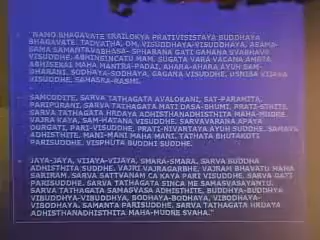 "NAMO BHAGAVATE TRAILOKYA PRATIVISISTAYA BUDDHAYA
BHAGAVATE. TADYATHA, OM, VISUDDHAYA-VISUDDHAYA, ASAMA-
SAMA SAMANTAVABHASA- SPHARANA GATI GAHANA SVABHAVA
VISUDDHE. ABHINSINCATU MAM. SUGATA VARA VACANA AMRTA
ABHISEKAI MAHA MANTRA-PADAI. AHARA-AHARA AYUH SAM-
DHARANI. SODHAYA-SODHAYA, GAGANA VISUDDHE. USNISA VIJAYA
VISUDDHE. SAHASRA-RASMI.
SAMCODITE, SARVA TATHAGATA AVALOKANI, SAT-PARAMITA,
PARIPURANI. SARVA TATHAGATA MATI DASA-BHUMI, PRATI-STHITE.
SARVA TATHAGATA HRDAYA ADHISTHANADHISTHITA MAHA-MUDRE.
VAJRA KAYA, SAM-HATANA VISUDDHE. SARVAVARANA APAYA
DURGATI, PARI-VISUDDHE, PRATI-NIVARTAYA AYUH SUDDHE. SAMAYA
ADHISTHITE. MANI-MANI MAHA MANI. TATHATA BHUTAKOTI
PARISUDDHE. VISPHUTA BUDDHI SUDDHE.
JAYA-JAYA, VIJAYA-VIJAYA, SMARA-SMARA. SARVA BUDDHA
ADHISTHITA SUDDHE. VAJRI VAJRAGARBHE, VAJRAM BHAVATU MAMA
SARIRAM. SARVA SATTVANAM CA KAYA PARI VISUDDHE. SARVA GATI
PARISUDDHE. SARVA TATHAGATA SINCA ME SAMASVASAYANTU.
SARVA TATHAGATA SAMASVASA ADHISTHITE, BUDDHYA-BUDDHYA
VIBUDDHYA-VIBUDDHYA, BODHAYA-BODHAYA, VIBODHAYA-
VIBODHAYA, SAMANTA PARISUDDHE. SARVA TATHAGATA HRDAYA
ADHISTHANADHISTHITA MAHA-MUDRE SVAHA."